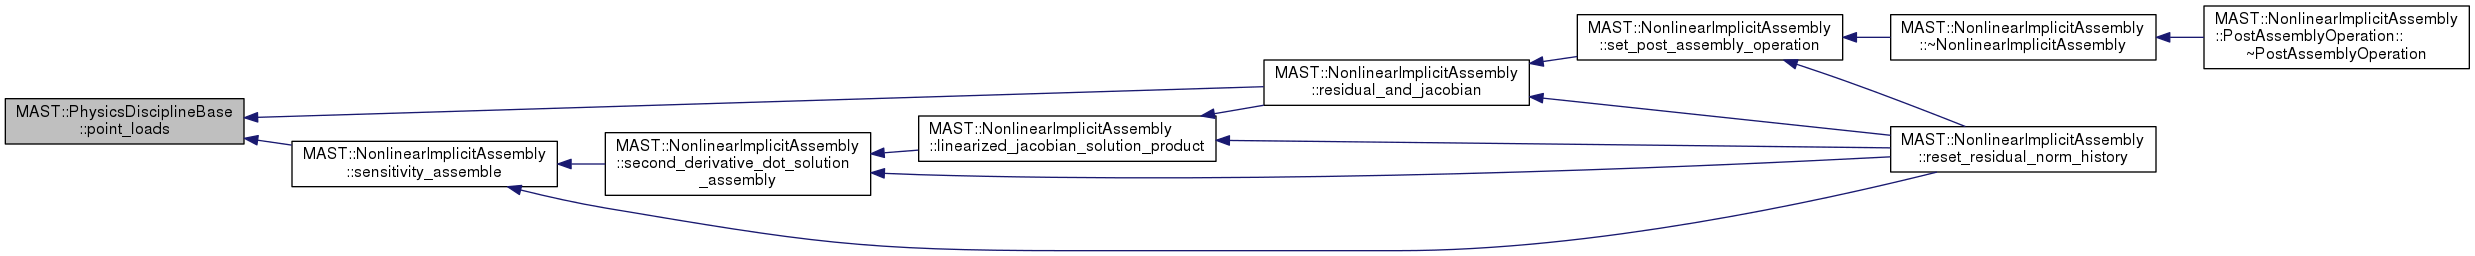 MAST::PhysicsDisciplineBase
::point_loads
MAST::NonlinearImplicitAssembly
::sensitivity_assemble
MAST::NonlinearImplicitAssembly
::second_derivative_dot_solution
_assembly
MAST::NonlinearImplicitAssembly
::linearized_jacobian_solution_product
MAST::NonlinearImplicitAssembly
::residual_and_jacobian
MAST::NonlinearImplicitAssembly
::set_post_assembly_operation
MAST::NonlinearImplicitAssembly
::~NonlinearImplicitAssembly
MAST::NonlinearImplicitAssembly
::PostAssemblyOperation::
~PostAssemblyOperation
MAST::NonlinearImplicitAssembly
::reset_residual_norm_history